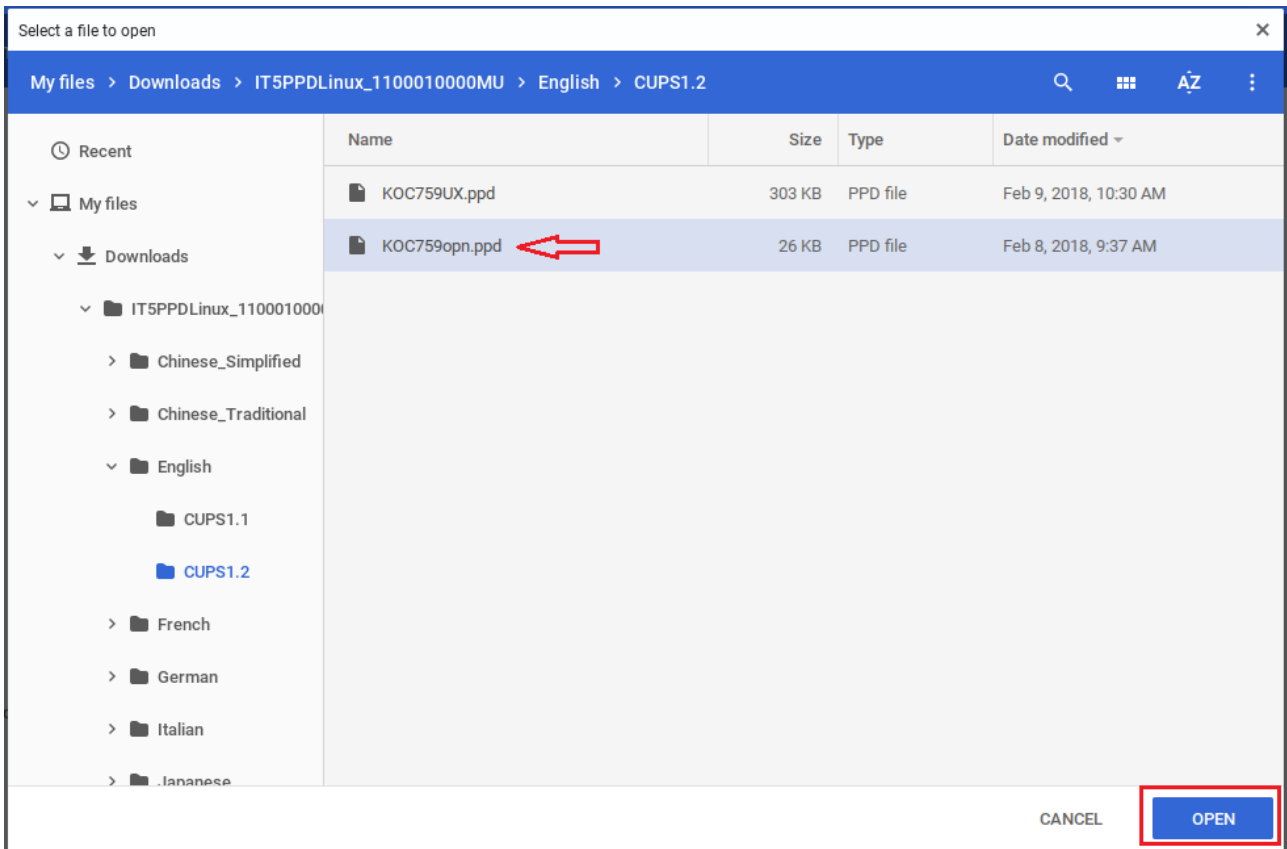 Select a file to open
My files > Downloads > IT5PPDLinux_1100010000MU > English > CUPS1.2
AZ
Recent
My files
Downloads
IT5PPDLinux_1100010000
Chinese_Simplified
Chinese_Traditional
English
CUPS1.1
CUPS1.2
French
German
Italian
Japanese
Name Size Type Date modified
KOC759UX.ppd 303 KB PPD file Feb 9, 2018, 10:30 AM
KOC759opn.ppd 26 KB PPD file Feb 8, 2018, 9:37 AM
CANCEL OPEN